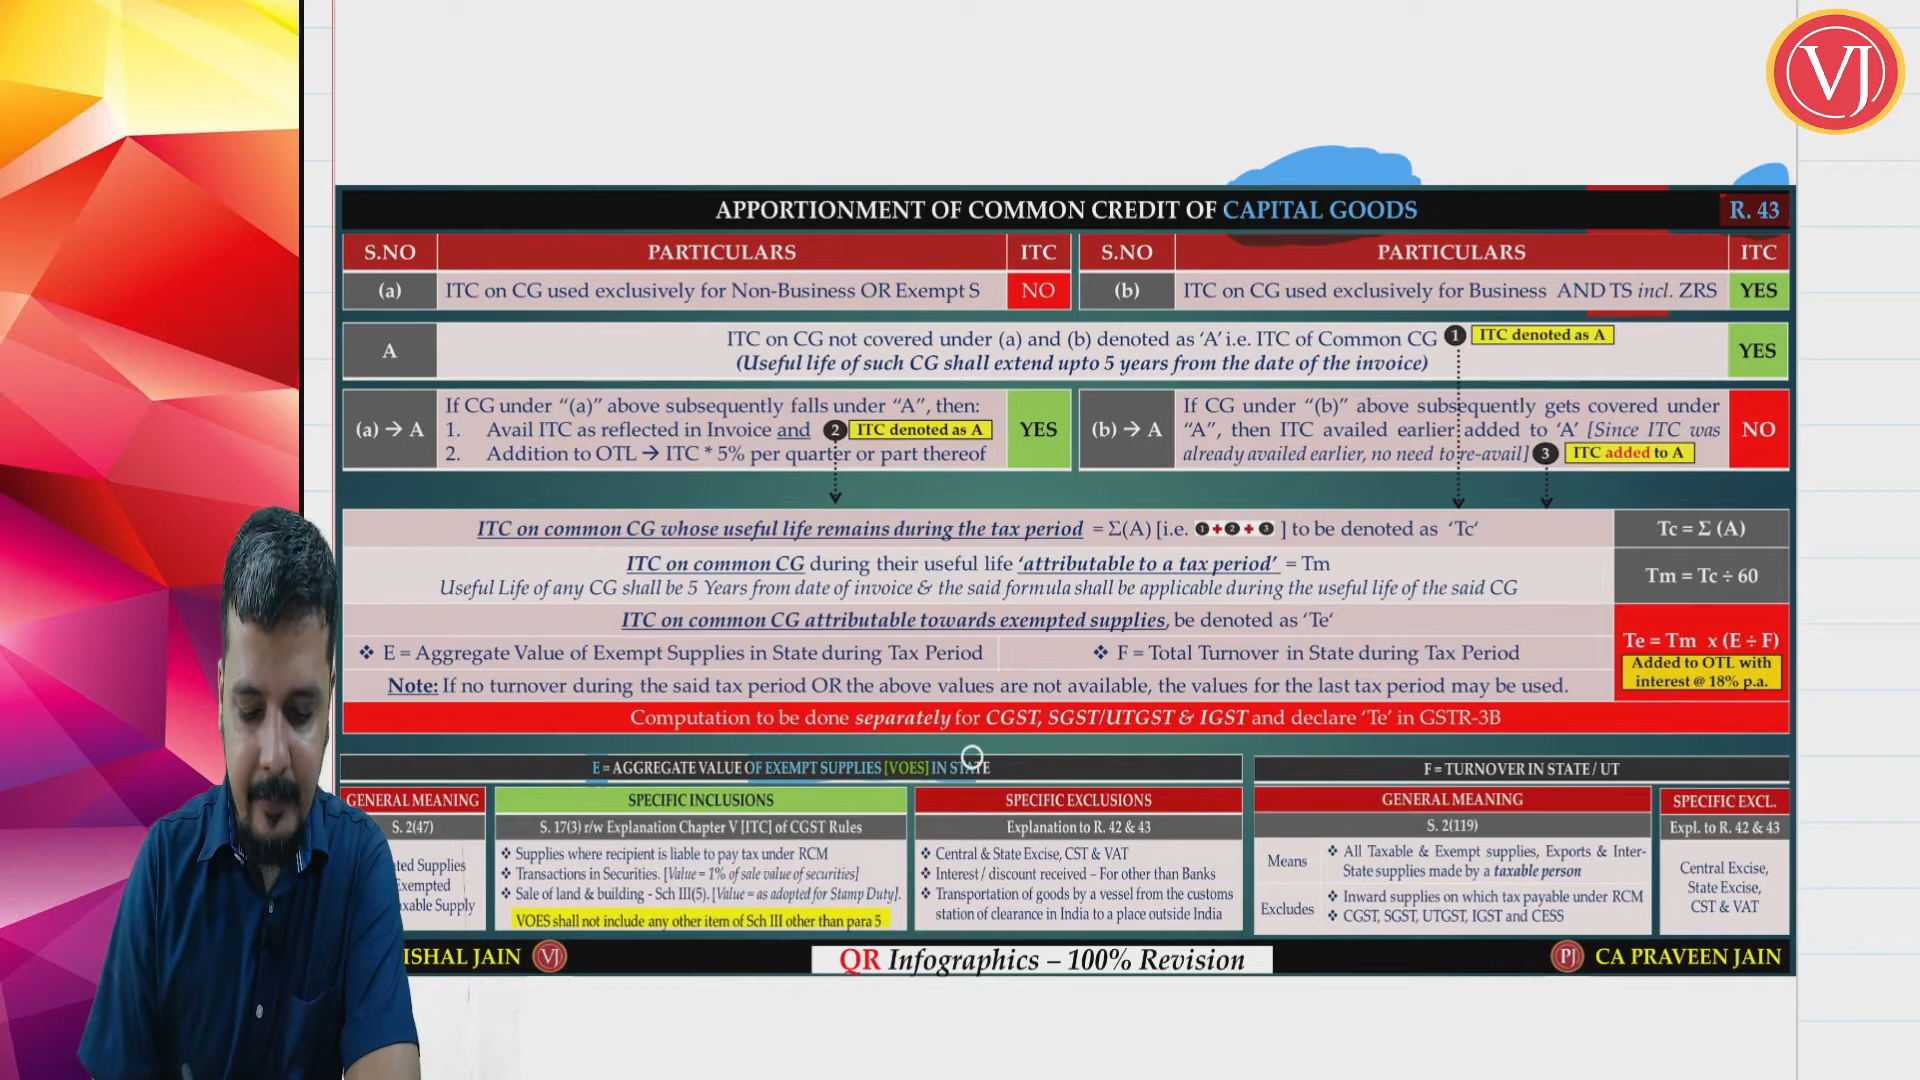 VJ
APPORTIONMENT OF COMMON CREDIT OF CAPITAL GOODS
R. 43
S.NO PARTICULARS ITC
(a) ITC on CG used exclusively for Non-Business OR Exempt S NO
S.NO PARTICULARS ITC
(b) ITC on CG used exclusively for Business AND TS incl. ZRS YES
A
ITC on CG not covered under (a) and (b) denoted as 'A' i.e. ITC of Common CG 1 ITC denoted as A
(Useful life of such CG shall extend upto 5 years from the date of the invoice)
YES
(a) → A
If CG under “(a)” above subsequently falls under “A”, then:
1. Avail ITC as reflected in Invoice and 2 ITC denoted as A
2. Addition to OTL → ITC * 5% per quarter or part thereof
YES
(b) → A
If CG under “(b)” above subsequently gets covered under
“A”, then ITC availed earlier added to 'A' [Since ITC was
already availed earlier, no need to re-avail] 3 ITC added to A
NO
ITC on common CG whose useful life remains during the tax period = Σ(A) [i.e. 1+2+3 ] to be denoted as 'Tc'
Tc = Σ (A)
ITC on common CG during their useful life 'attributable to a tax period' = Tm
Useful Life of any CG shall be 5 Years from date of invoice & the said formula shall be applicable during the useful life of the said CG
Tm = Tc ÷ 60
ITC on common CG attributable towards exempted supplies, be denoted as 'Te'
❖ E = Aggregate Value of Exempt Supplies in State during Tax Period
❖ F = Total Turnover in State during Tax Period
Note: If no turnover during the said tax period OR the above values are not available, the values for the last tax period may be used.
Te = Tm x (E ÷ F)
Added to OTL with
interest @ 18% p.a.
Computation to be done separately for CGST, SGST/UTGST & IGST and declare 'Te' in GSTR-3B
E = AGGREGATE VALUE OF EXEMPT SUPPLIES [VOES] IN STATE
GENERAL MEANING
S. 2(47)
Supplies
Exempted
Supply
SPECIFIC INCLUSIONS
S. 17(3) r/w Explanation Chapter V [ITC] of CGST Rules
❖ Supplies where recipient is liable to pay tax under RCM
❖ Transactions in Securities. [Value = 1% of sale value of securities]
❖ Sale of land & building - Sch III(5). [Value = as adopted for Stamp Duty].
VOES shall not include any other item of Sch III other than para 5
SPECIFIC EXCLUSIONS
Explanation to R. 42 & 43
❖ Central & State Excise, CST & VAT
❖ Interest / discount received – For other than Banks
❖ Transportation of goods by a vessel from the customs
station of clearance in India to a place outside India
F = TURNOVER IN STATE / UT
GENERAL MEANING
S. 2(119)
Means
❖ All Taxable & Exempt supplies, Exports & Inter-
State supplies made by a taxable person
Excludes
❖ Inward supplies on which tax payable under RCM
❖ CGST, SGST, UTGST, IGST and CESS
SPECIFIC EXCL.
Expl. to R. 42 & 43
Central Excise,
State Excise,
CST & VAT
ISHAL JAIN VJ
QR Infographics – 100% Revision
PJ CA PRAVEEN JAIN